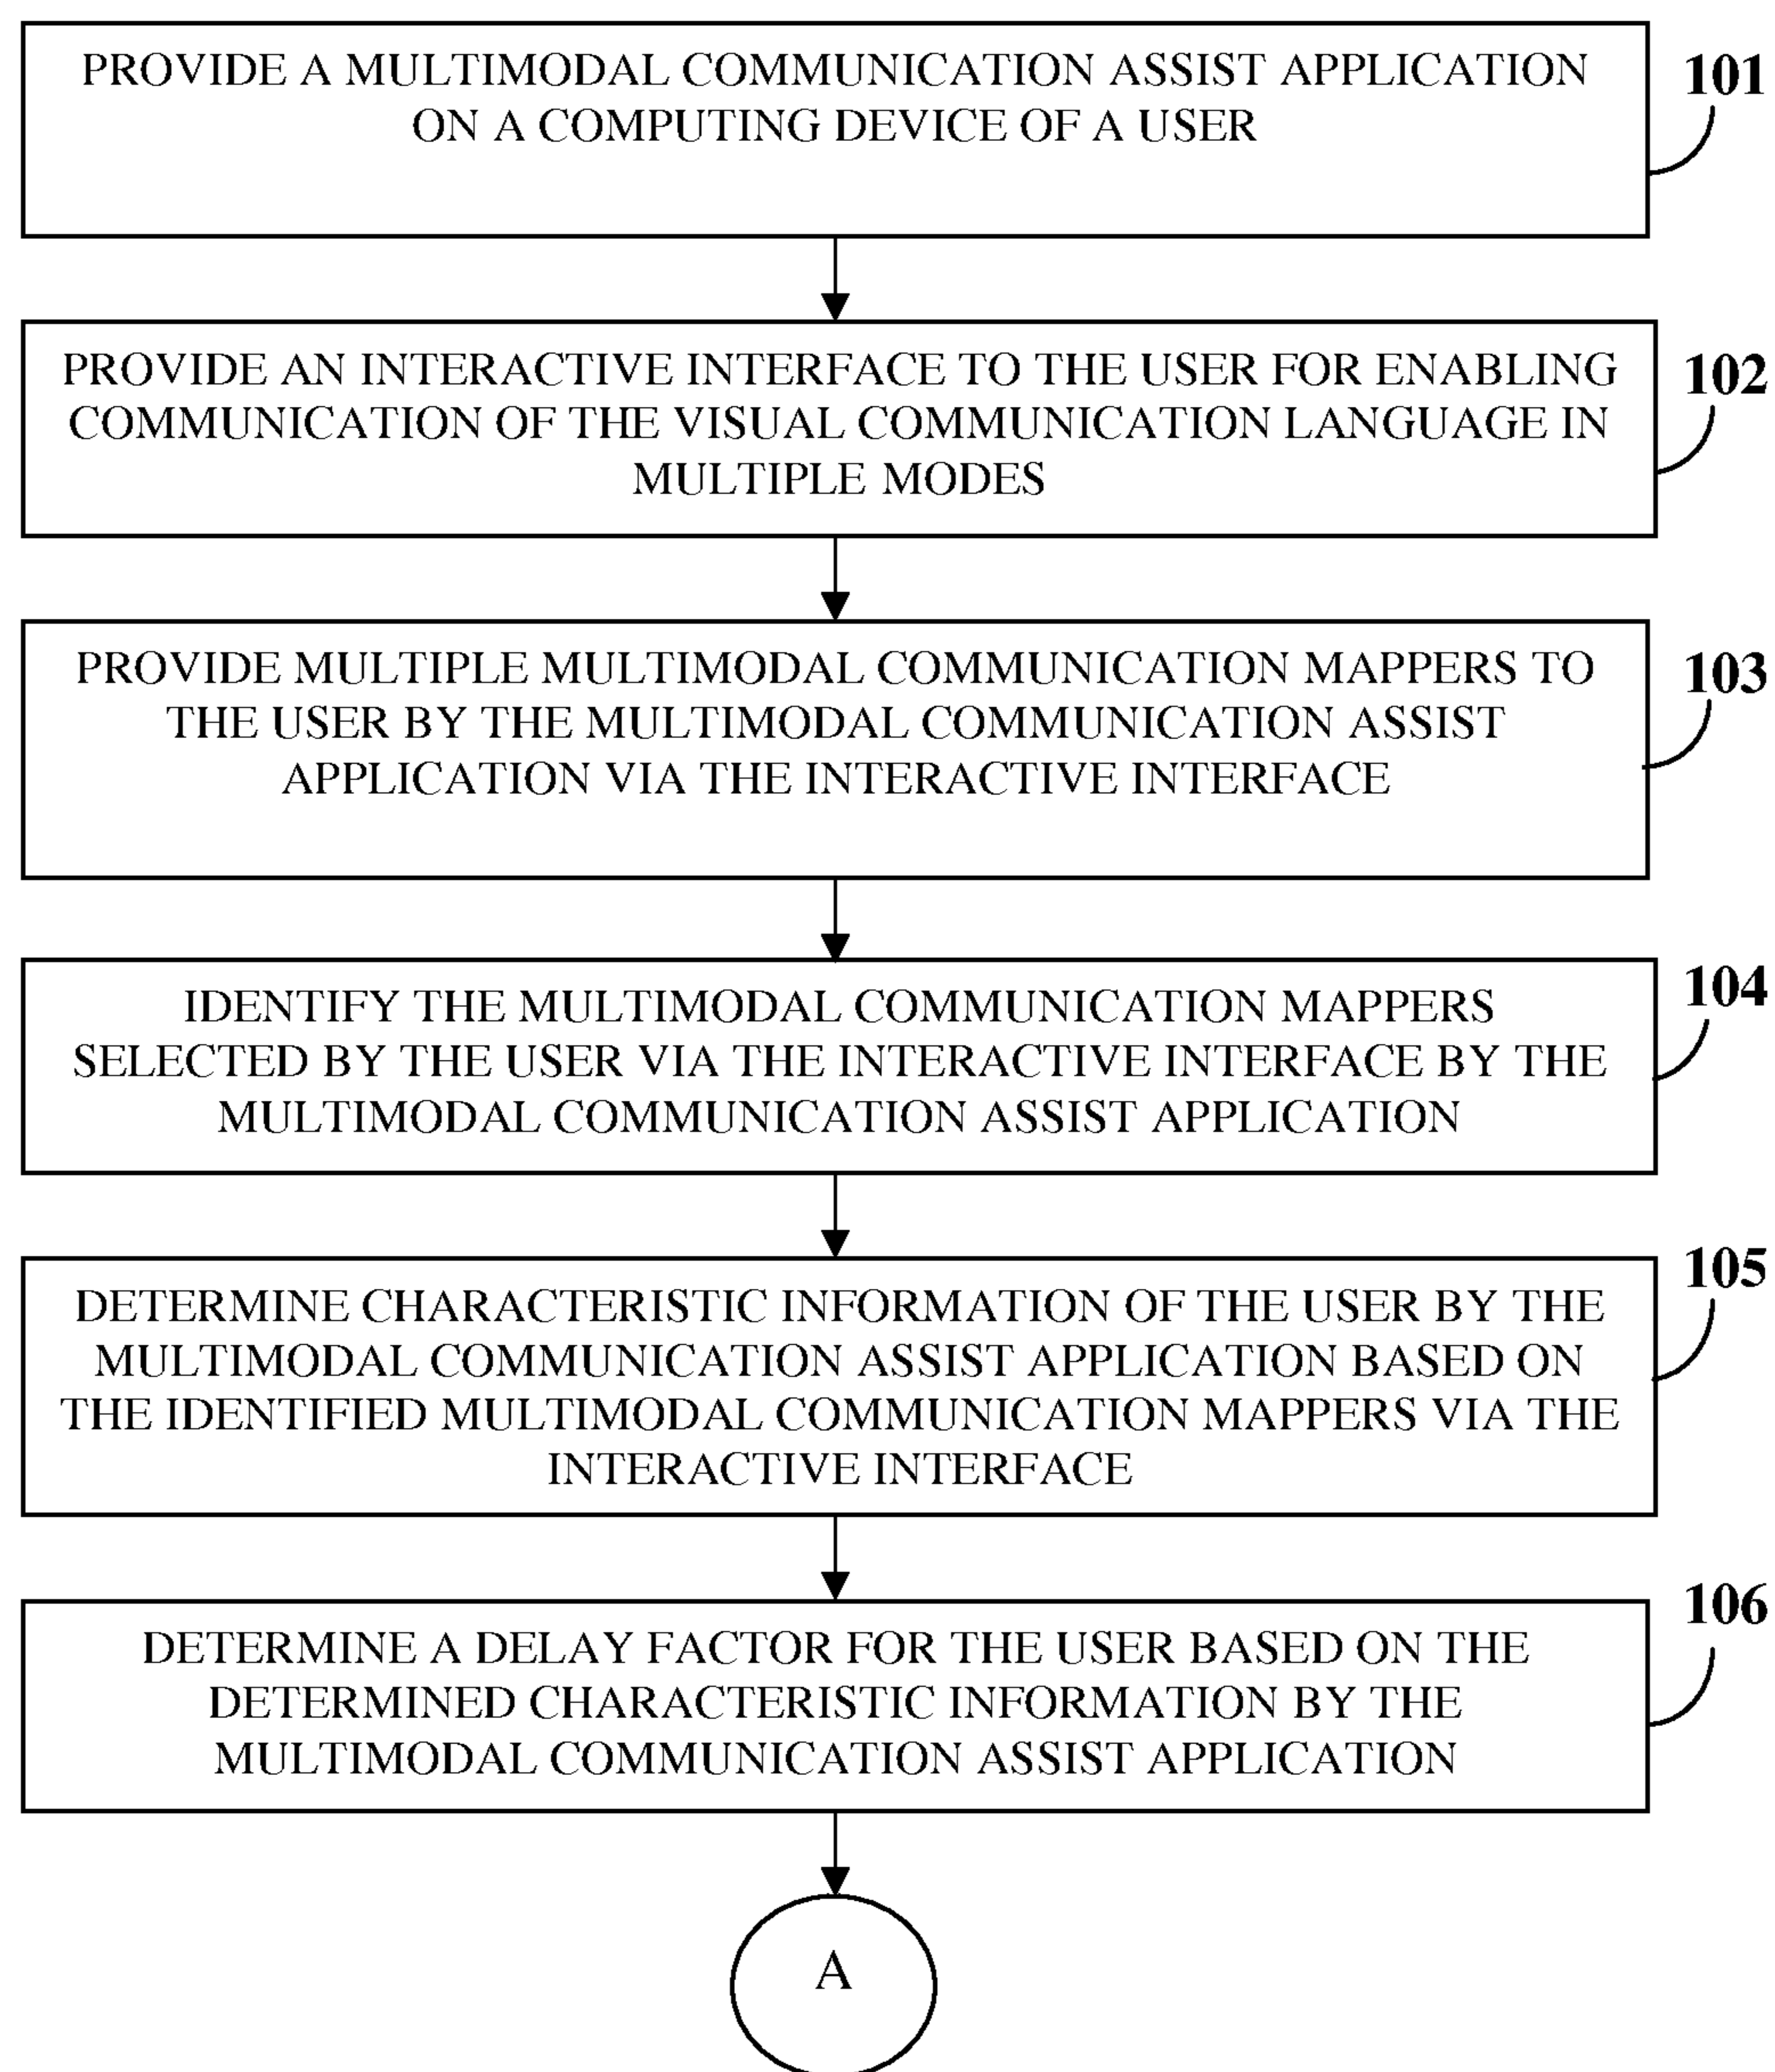 PROVIDE A MULTIMODAL COMMUNICATION ASSIST APPLICATION
ON A COMPUTING DEVICE OF A USER
101
PROVIDE AN INTERACTIVE INTERFACE TO THE USER FOR ENABLING
COMMUNICATION OF THE VISUAL COMMUNICATION LANGUAGE IN
MULTIPLE MODES
102
PROVIDE MULTIPLE MULTIMODAL COMMUNICATION MAPPERS TO
THE USER BY THE MULTIMODAL COMMUNICATION ASSIST
APPLICATION VIA THE INTERACTIVE INTERFACE
103
IDENTIFY THE MULTIMODAL COMMUNICATION MAPPERS
SELECTED BY THE USER VIA THE INTERACTIVE INTERFACE BY THE
MULTIMODAL COMMUNICATION ASSIST APPLICATION
104
DETERMINE CHARACTERISTIC INFORMATION OF THE USER BY THE
MULTIMODAL COMMUNICATION ASSIST APPLICATION BASED ON
THE IDENTIFIED MULTIMODAL COMMUNICATION MAPPERS VIA THE
INTERACTIVE INTERFACE
105
DETERMINE A DELAY FACTOR FOR THE USER BASED ON THE
DETERMINED CHARACTERISTIC INFORMATION BY THE
MULTIMODAL COMMUNICATION ASSIST APPLICATION
106
A